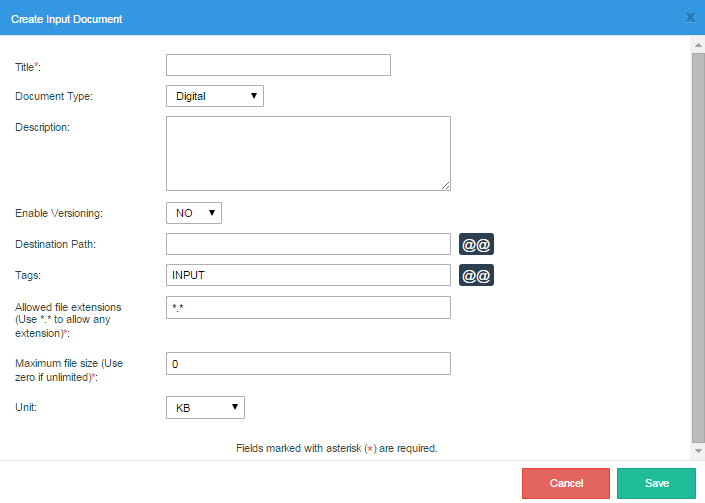 Create Input Document x
Title*:
Document Type: Digital
Description:
Enable Versioning: NO
Destination Path: @@
Tags: INPUT @@
Allowed file extensions
(Use *.* to allow any
extension)*:
*.*
Maximum file size (Use
zero if unlimited)*:
0
Unit: KB
Fields marked with asterisk (*) are required.
Cancel Save